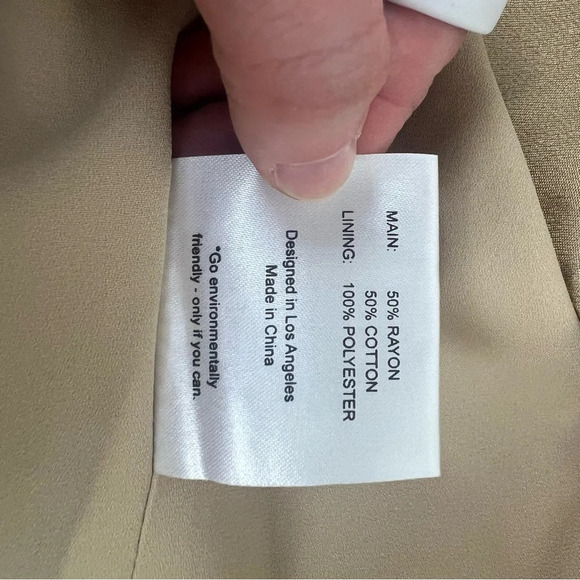 MAIN: 50% RAYON
50% COTTON
LINING: 100% POLYESTER
Designed in Los Angeles
Made in China
*Go environmentally
friendly - only if you can.